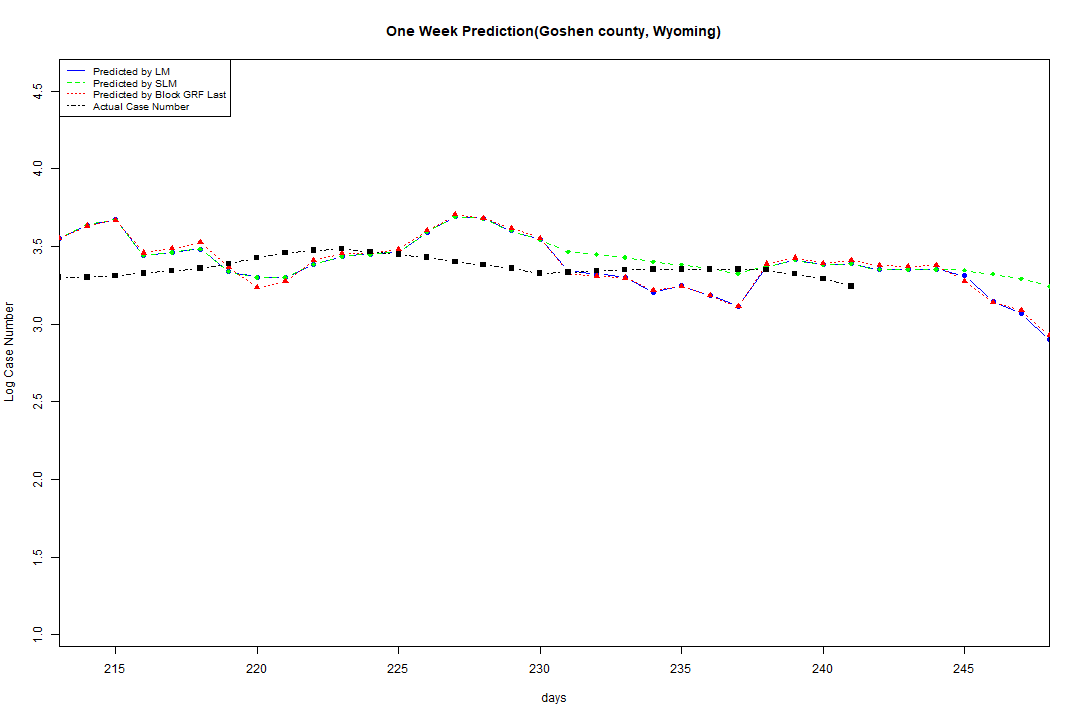 One Week Prediction(Goshen county, Wyoming)
Predicted by LM
Predicted by SLM
Predicted by Block GRF Last
Actual Case Number
4.5
4.0
3.5
3.0
2.5
2.0
1.5
1.0
Log Case Number
215 220 225 230 235 240 245
days